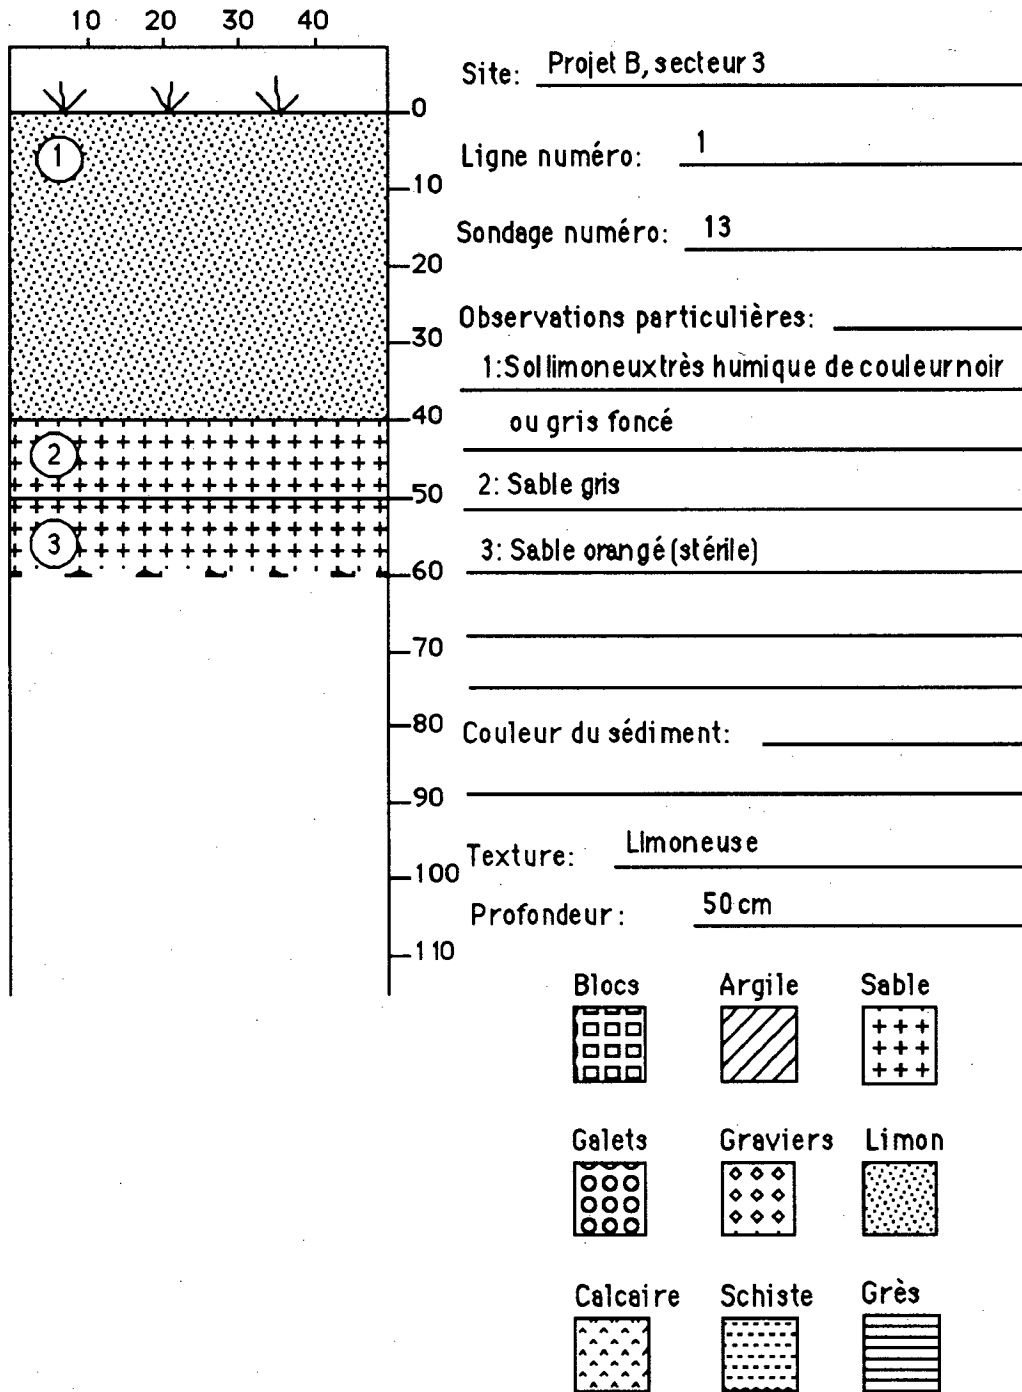 10 20 30 40
0
10
20
30
40
50
60
70
80
90
100
110
1
2
3
Site: Projet B, secteur 3
Ligne numéro: 1
Sondage numéro: 13
Observations particulières:
1: Sol limoneux très humique de couleur noir
ou gris foncé
2: Sable gris
3: Sable orangé (stérile)
Couleur du sédiment:
Texture: Limoneuse
Profondeur: 50 cm
Blocs Argile Sable
Galets Graviers Limon
Calcaire Schiste Grès